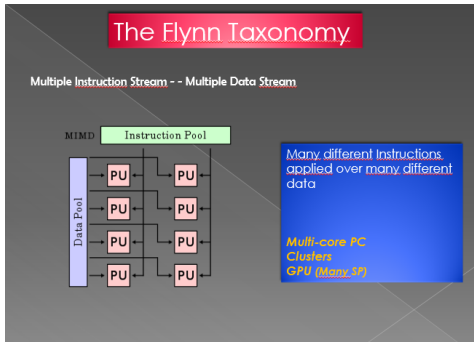 The Flynn Taxonomy
Multiple Instruction Stream - - Multiple Data Stream
MIMD
Instruction Pool
Data Pool
PU PU
PU PU
PU PU
PU PU
Many different Instructions
applied over many different
data
Multi-core PC
Clusters
GPU (Many SP)